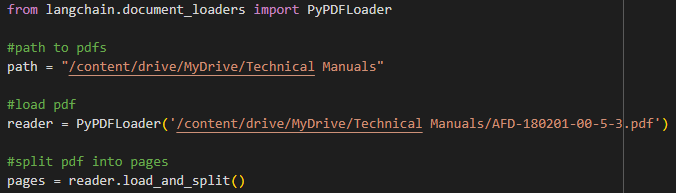 from langchain.document_loaders import PyPDFLoader
#path to pdfs
path = "/content/drive/MyDrive/Technical Manuals"
#load pdf
reader = PyPDFLoader('/content/drive/MyDrive/Technical Manuals/AFD-180201-00-5-3.pdf')
#split pdf into pages
pages = reader.load_and_split()